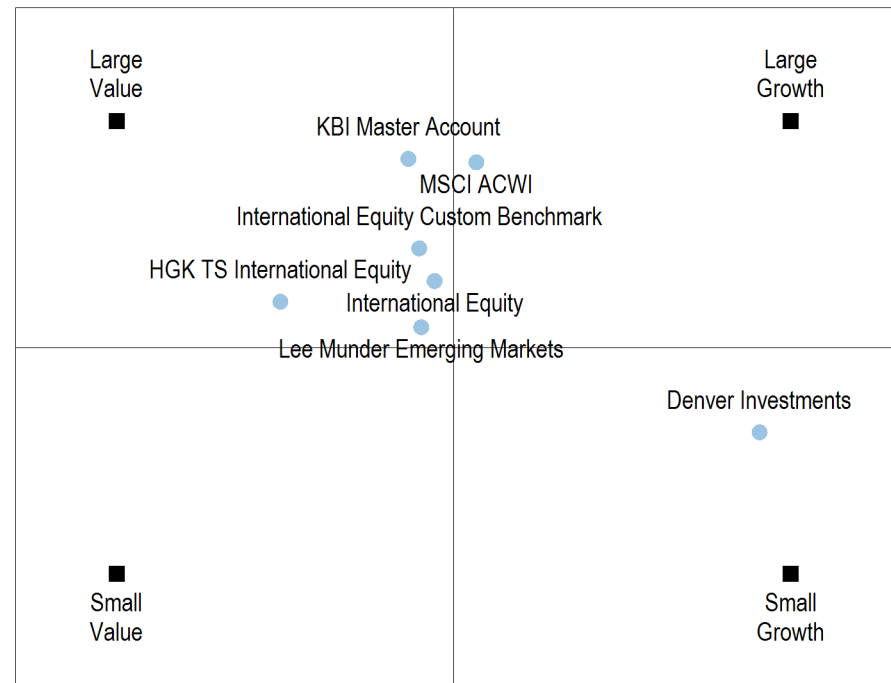 Large
Value
Large
Growth
KBI Master Account
MSCI ACWI
International Equity Custom Benchmark
HGK TS International Equity
International Equity
Lee Munder Emerging Markets
Denver Investments
Small
Value
Small
Growth